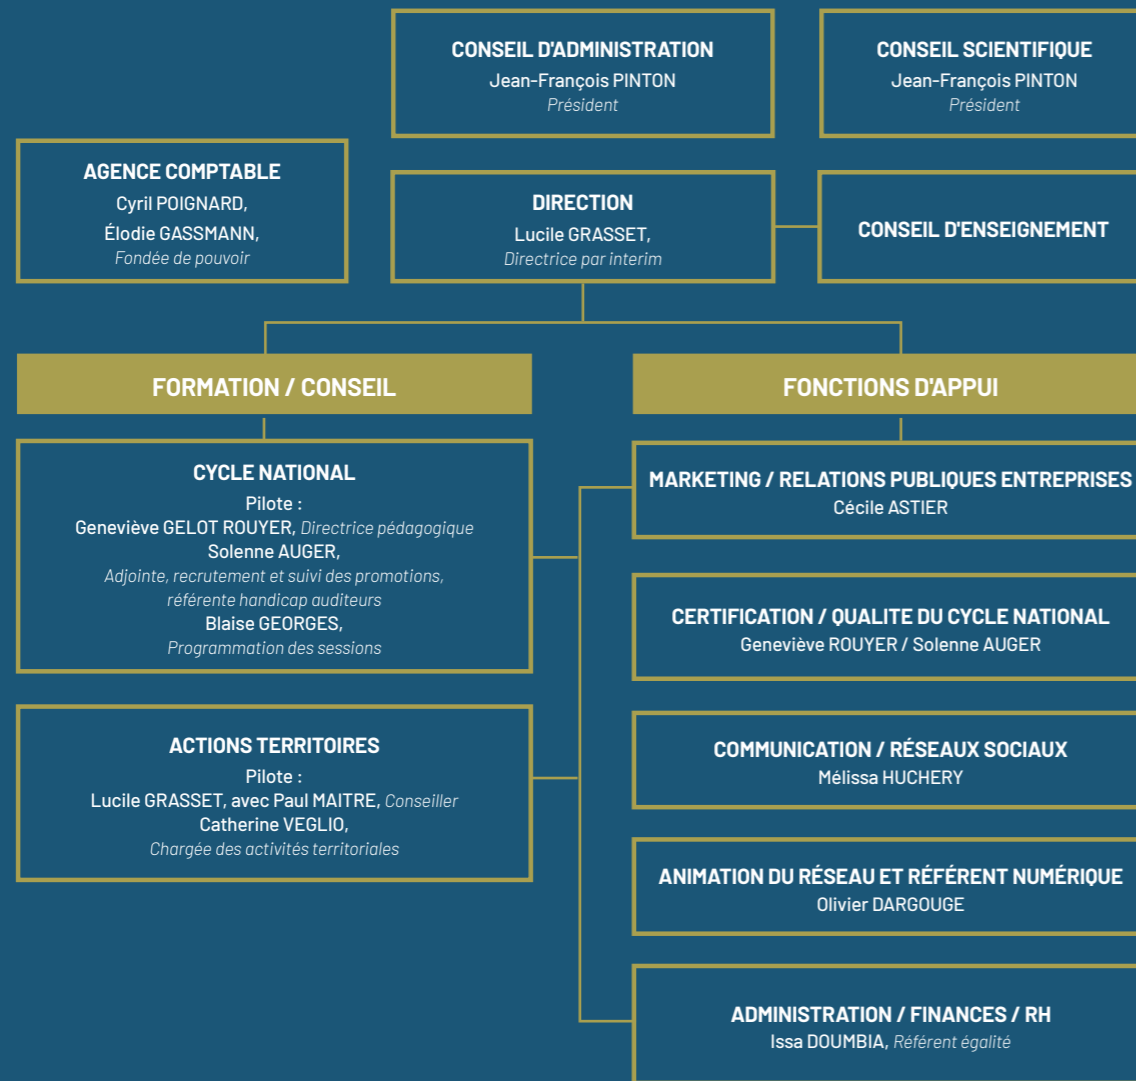 CONSEIL D'ADMINISTRATION
Jean-François PINTON
Président
CONSEIL SCIENTIFIQUE
Jean-François PINTON
Président
AGENCE COMPTABLE
Cyril POIGNARD,
Élodie GASSMANN,
Fondée de pouvoir
DIRECTION
Lucile GRASSET,
Directrice par interim
CONSEIL D'ENSEIGNEMENT
FORMATION / CONSEIL
CYCLE NATIONAL
Pilote :
Geneviève GELOT ROUYER, Directrice pédagogique
Solenne AUGER,
Adjointe, recrutement et suivi des promotions,
référente handicap auditeurs
Blaise GEORGES,
Programmation des sessions
ACTIONS TERRITOIRES
Pilote :
Lucile GRASSET, avec Paul MAITRE, Conseiller
Catherine VEGLIO,
Chargée des activités territoriales
FONCTIONS D'APPUI
MARKETING / RELATIONS PUBLIQUES ENTREPRISES
Cécile ASTIER
CERTIFICATION / QUALITE DU CYCLE NATIONAL
Geneviève ROUYER / Solenne AUGER
COMMUNICATION / RÉSEAUX SOCIAUX
Mélissa HUCHERY
ANIMATION DU RÉSEAU ET RÉFÉRENT NUMÉRIQUE
Olivier DARGOUGE
ADMINISTRATION / FINANCES / RH
Issa DOUMBIA, Référent égalité